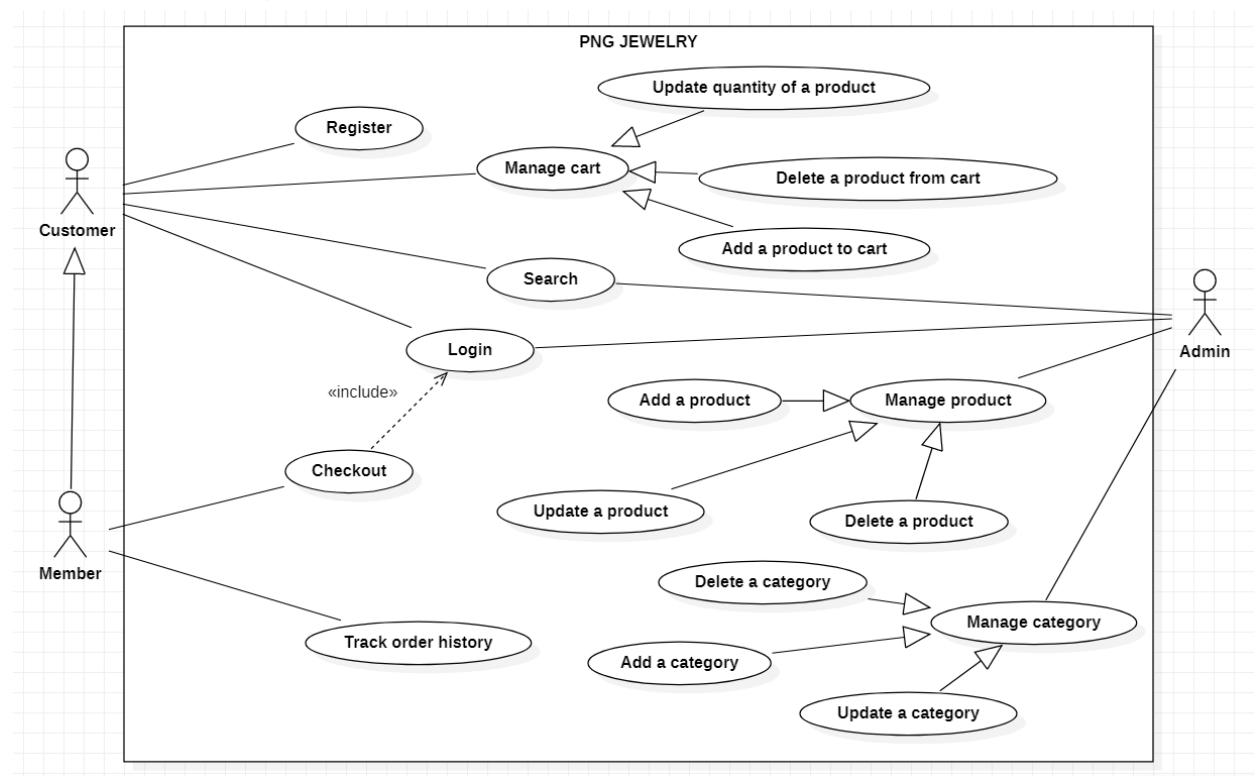 PNG JEWELRY
Update quantity of a product
Register
Manage cart
Delete a product from cart
Customer
Add a product to cart
Search
Login
Admin
«include»
Add a product
Manage product
Checkout
Update a product
Delete a product
Member
Delete a category
Manage category
Track order history
Add a category
Update a category